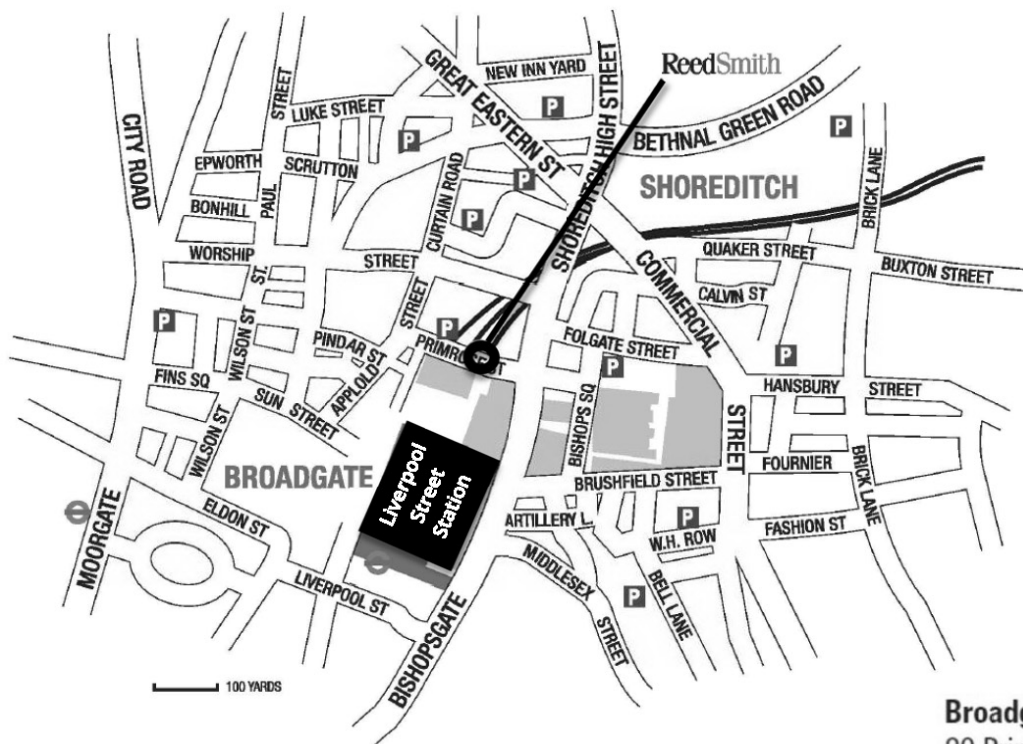 ReedSmith
GREAT EASTERN ST
NEW INN YARD
SHOREDITCH HIGH STREET
BETHNAL GREEN ROAD
P
P
P
P
P
CITY ROAD
STREET
LUKE STREET
EPWORTH
SCRUTTON
PAUL
BONHILL
CURTAIN ROAD
SHOREDITCH
BRICK LANE
WORSHIP
STREET
ST.
QUAKER STREET
BUXTON STREET
COMMERCIAL
CALVIN ST
P
WILSON ST
PINDAR ST
STREET
P
PRIMROSE ST
FOLGATE STREET
P
P
FINS SQ
APPLOLD
HANSBURY
STREET
SUN STREET
BISHOPS SQ
STREET
WILSON ST
BROADGATE
Liverpool
Street
Station
FOURNIER
BRICK LANE
BRUSHFIELD STREET
ELDON ST
ARTILLERY L.
P
W.H. ROW
FASHION ST
MOORGATE
MIDDLESEX
STREET
BELL LANE
P
LIVERPOOL ST
BISHOPSGATE
100 YARDS